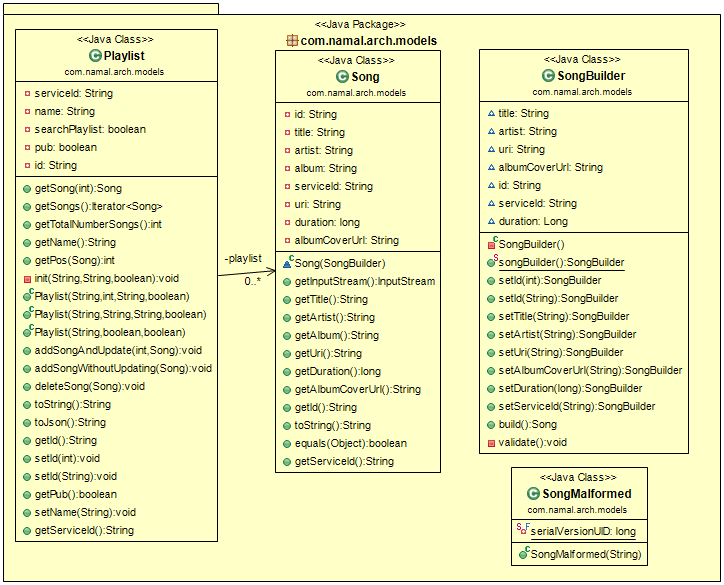 <<Java Package>>
com.namal.arch.models
<<Java Class>>
Playlist
com.namal.arch.models
serviceId: String
name: String
searchPlaylist: boolean
pub: boolean
id: String
getSong(int):Song
getSongs():Iterator<Song>
getTotalNumberSongs():int
getName():String
getPos(Song):int
init(String,String,boolean):void
Playlist(String,int,String,boolean)
Playlist(String,String,String,boolean)
Playlist(String,boolean,boolean)
addSongAndUpdate(int,Song):void
addSongWithoutUpdating(Song):void
deleteSong(Song):void
toString():String
toJson():String
getId():String
setId(int):void
setId(String):void
getPub():boolean
setName(String):void
getServiceId():String
-playlist
0..*
<<Java Class>>
Song
com.namal.arch.models
id: String
title: String
artist: String
album: String
serviceId: String
uri: String
duration: long
albumCoverUrl: String
Song(SongBuilder)
getInputStream():InputStream
getTitle():String
getArtist():String
getAlbum():String
getUri():String
getDuration():long
getAlbumCoverUrl():String
getId():String
toString():String
equals(Object):boolean
getServiceId():String
<<Java Class>>
SongBuilder
com.namal.arch.models
title: String
artist: String
uri: String
albumCoverUrl: String
id: String
serviceId: String
duration: Long
SongBuilder()
songBuilder():SongBuilder
setId(int):SongBuilder
setId(String):SongBuilder
setTitle(String):SongBuilder
setArtist(String):SongBuilder
setUri(String):SongBuilder
setAlbumCoverUrl(String):SongBuilder
setDuration(long):SongBuilder
setServiceId(String):SongBuilder
build():Song
validate():void
<<Java Class>>
SongMalformed
com.namal.arch.models
serialVersionUID: long
SongMalformed(String)